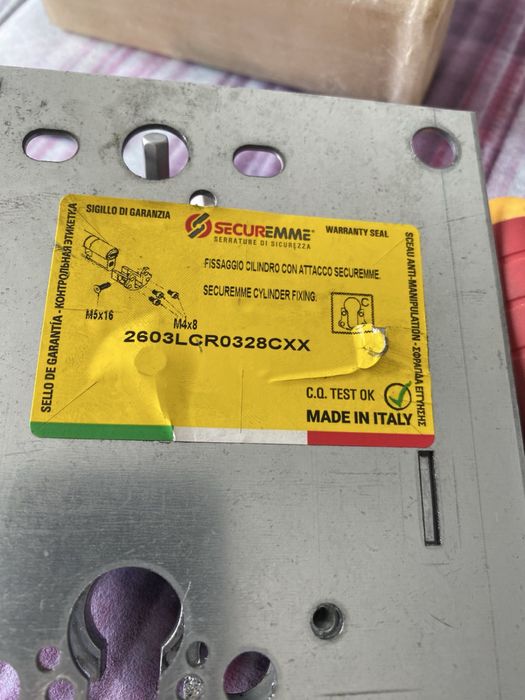 SIGILLO DI GARANZIA
SECUREMME®
SERRATURE DI SICUREZZA
WARRANTY SEAL
SELLO DE GARANTÍA - КОНТРОЛЬНАЯ ЭТИКЕТКА
SCEAU ANTI-MANIPULATION - ΣΦΡΑΓΙΔΑ ΕΓΓΥΗΣΗΣ
FISSAGGIO CILINDRO CON ATTACCO SECUREMME.
SECUREMME CYLINDER FIXING.
C
M5x16
M4x8
2603LCR0328CXX
C.Q. TEST OK
MADE IN ITALY